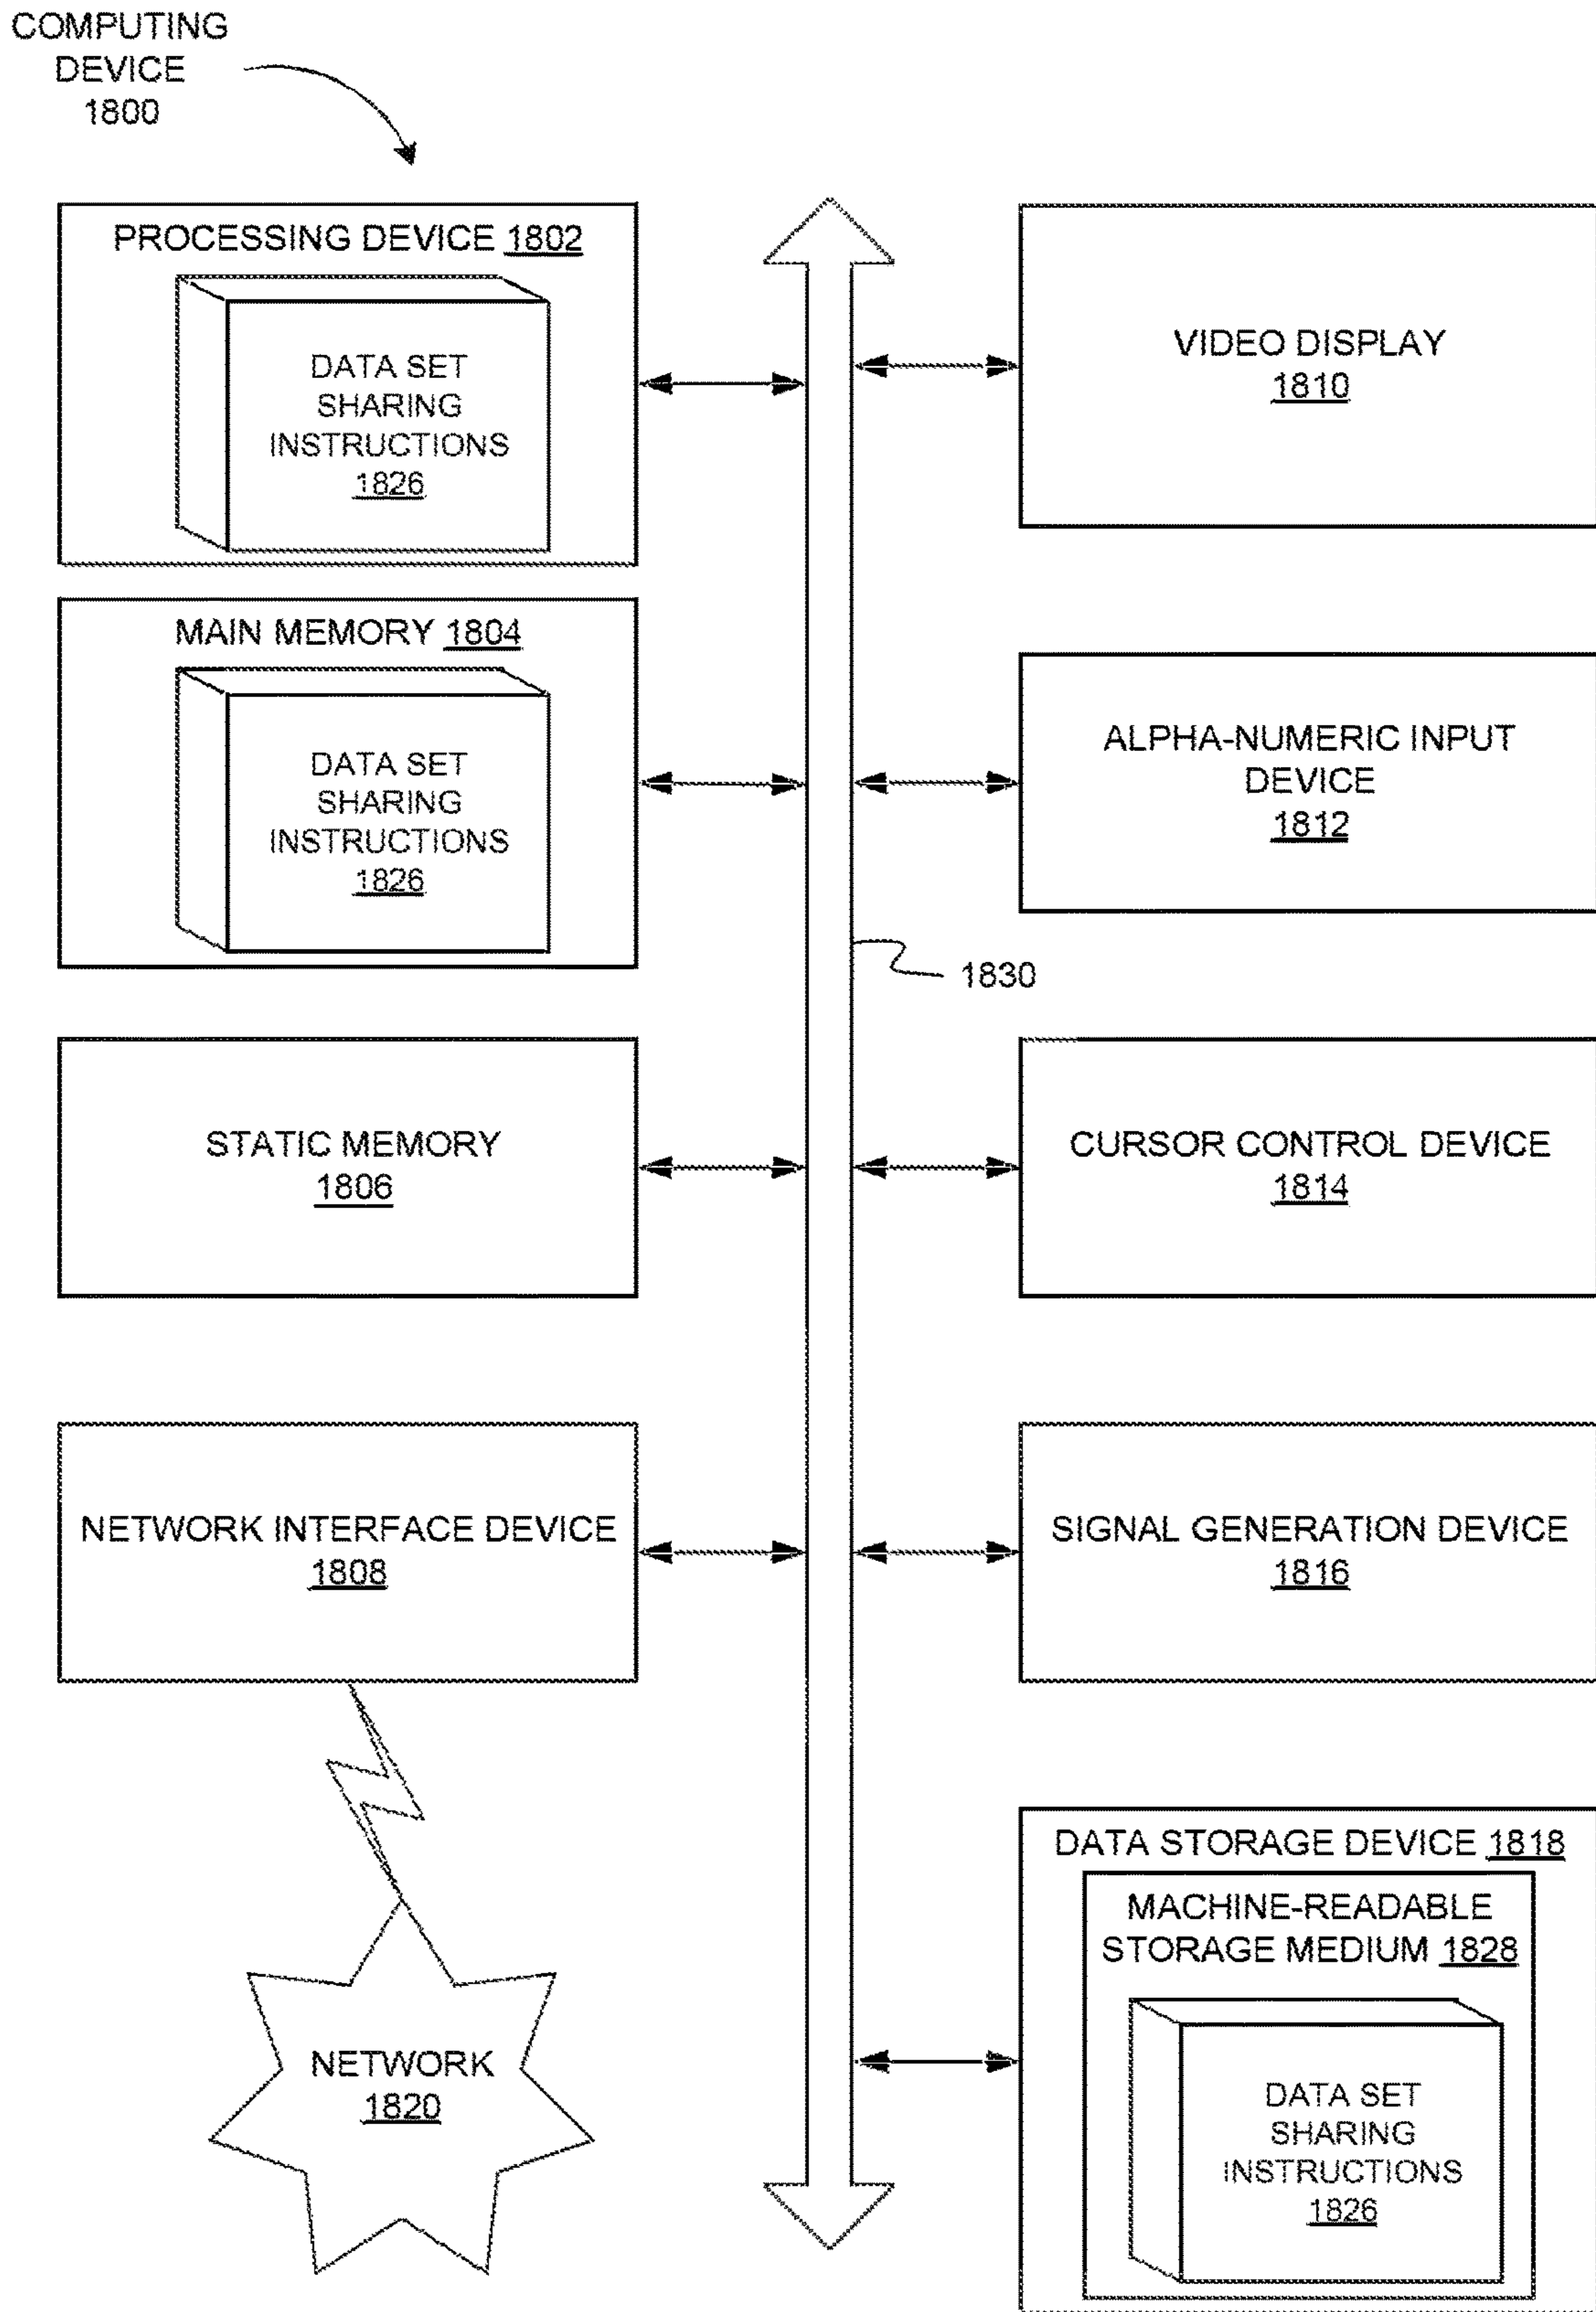 COMPUTING
DEVICE
1800
PROCESSING DEVICE 1802
DATA SET
SHARING
INSTRUCTIONS
1826
MAIN MEMORY 1804
DATA SET
SHARING
INSTRUCTIONS
1826
STATIC MEMORY
1806
NETWORK INTERFACE DEVICE
1808
NETWORK
1820
1830
VIDEO DISPLAY
1810
ALPHA-NUMERIC INPUT
DEVICE
1812
CURSOR CONTROL DEVICE
1814
SIGNAL GENERATION DEVICE
1816
DATA STORAGE DEVICE 1818
MACHINE-READABLE
STORAGE MEDIUM 1828
DATA SET
SHARING
INSTRUCTIONS
1826